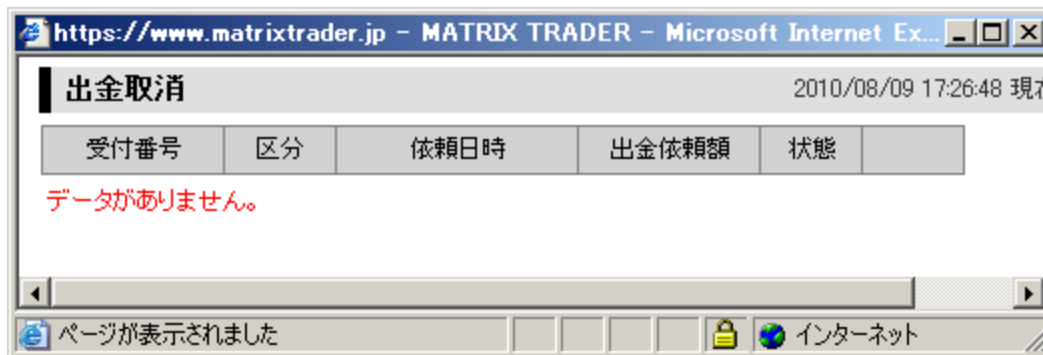 https://www.matrixtrader.jp - MATRIX TRADER - Microsoft Internet Ex...
出金取消 2010/08/09 17:26:48 現在
受付番号 区分 依頼日時 出金依頼額 状態
データがありません。
ページが表示されました インターネット